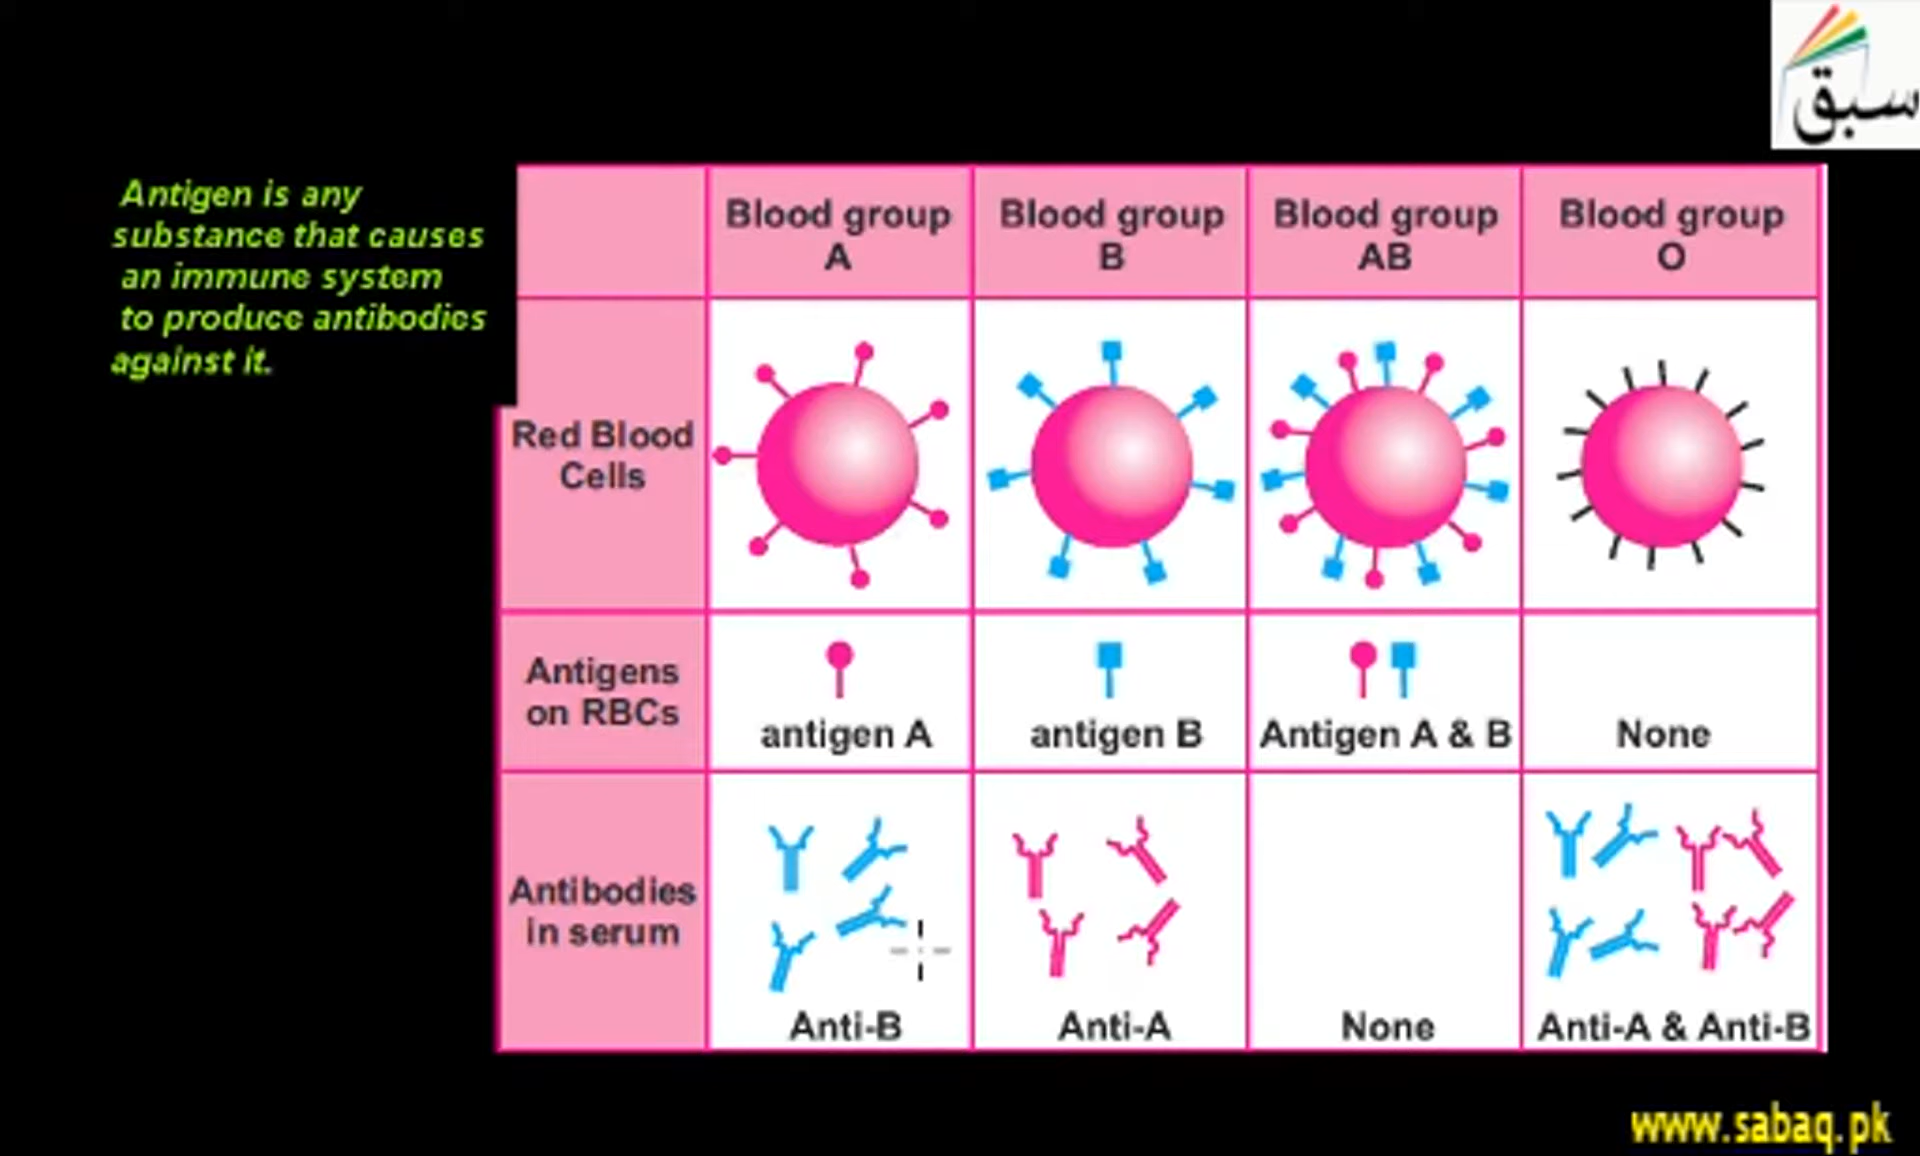 سبق
Antigen is any
substance that causes
an immune system
to produce antibodies
against it.
Blood group A
Blood group B
Blood group AB
Blood group O
Red Blood
Cells
Antigens
on RBCs
antigen A
antigen B
Antigen A & B
None
Antibodies
in serum
Anti-B
Anti-A
None
Anti-A & Anti-B
www.sabaq.pk